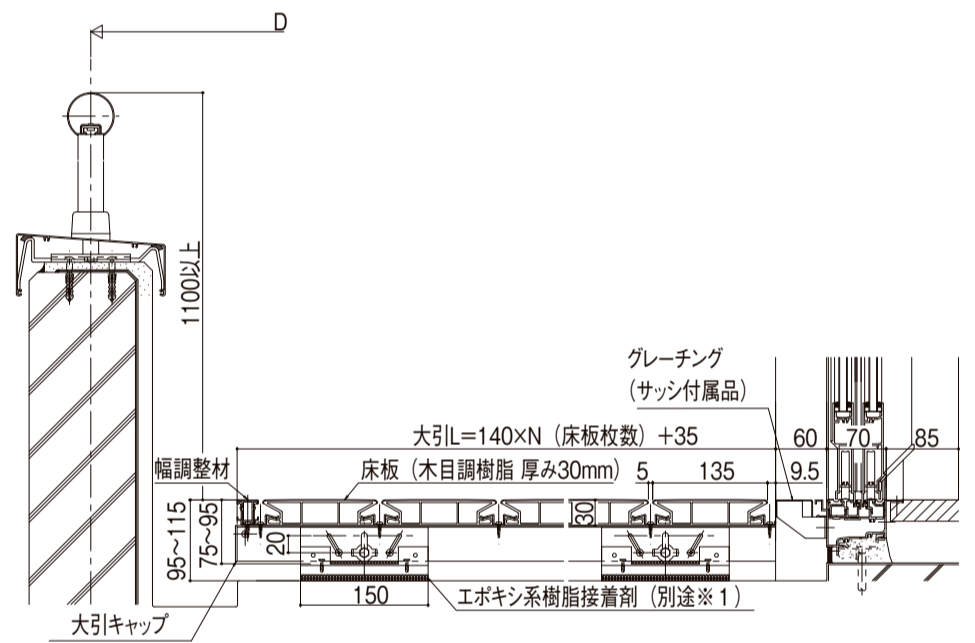 D
1100以上
グレーチング
(サッシ付属品)
大引L=140×N (床板枚数) +35
60
70
85
幅調整材
床板 (木目調樹脂 厚み30mm)
5
135
9.5
30
95~115
75~95
20
150
エポキシ系樹脂接着剤 (別途※1)
大引キャップ